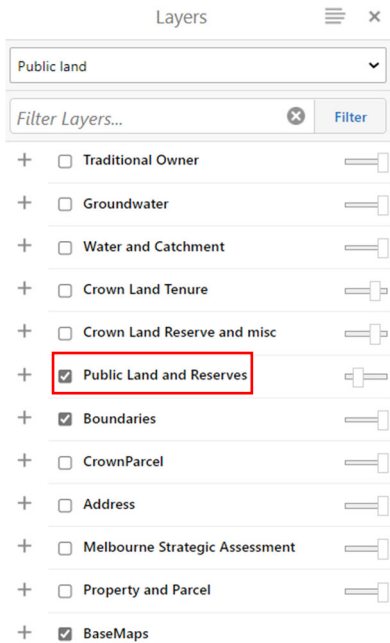 Layers
Public land
Filter Layers...
Filter
Traditional Owner
Groundwater
Water and Catchment
Crown Land Tenure
Crown Land Reserve and misc
Public Land and Reserves
Boundaries
CrownParcel
Address
Melbourne Strategic Assessment
Property and Parcel
BaseMaps